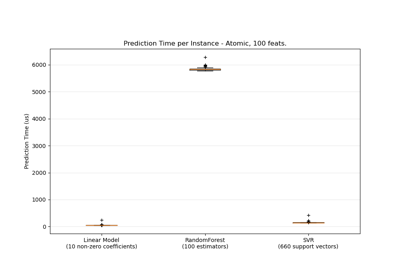 Prediction Time per Instance - Atomic, 100 feats.
Prediction Time (us)
6000
5000
4000
3000
2000
1000
0
Linear Model
(10 non-zero coefficients)
RandomForest
(100 estimators)
SVR
(660 support vectors)